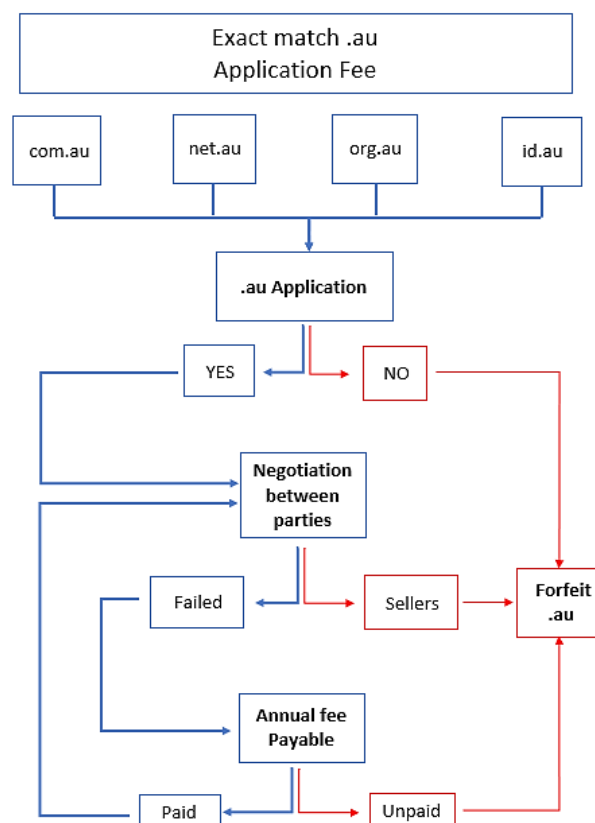 Exact match .au
Application Fee
com.au
net.au
org.au
id.au
.au Application
YES
NO
Negotiation
between
parties
Failed
Sellers
Forfeit
.au
Annual fee
Payable
Paid
Unpaid